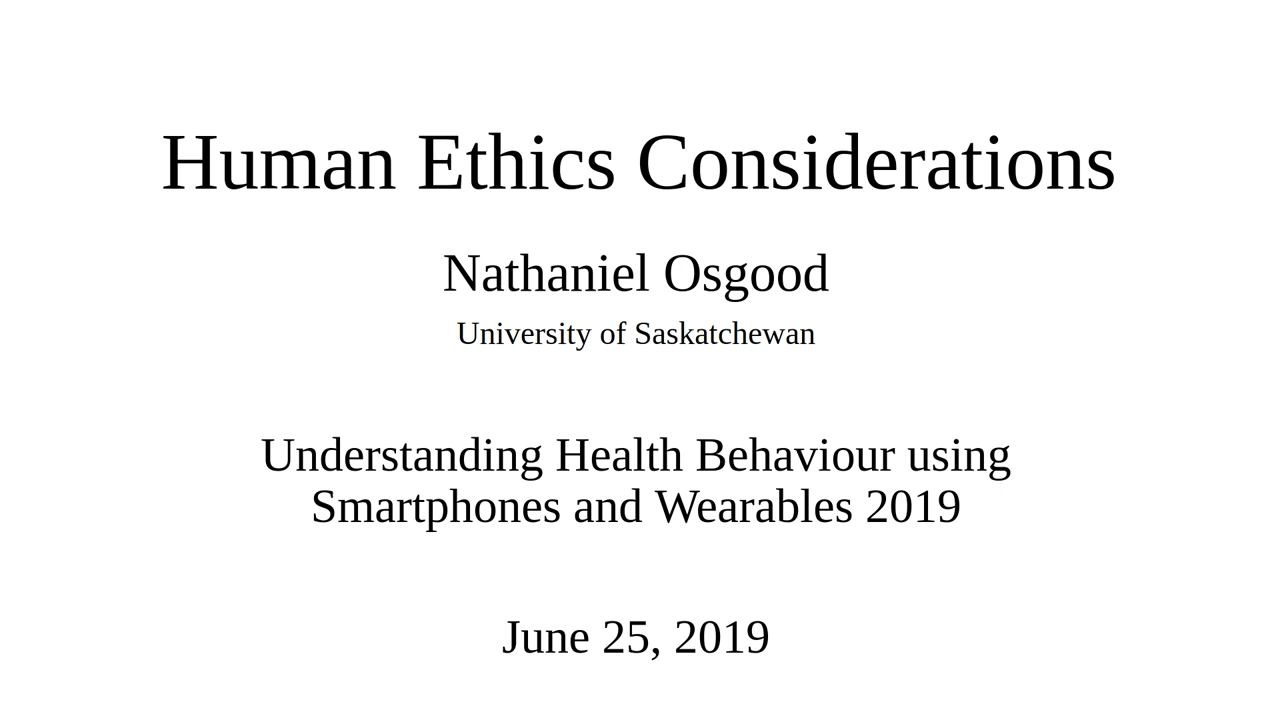 Human Ethics Considerations
Nathaniel Osgood
University of Saskatchewan
Understanding Health Behaviour using
Smartphones and Wearables 2019
June 25, 2019